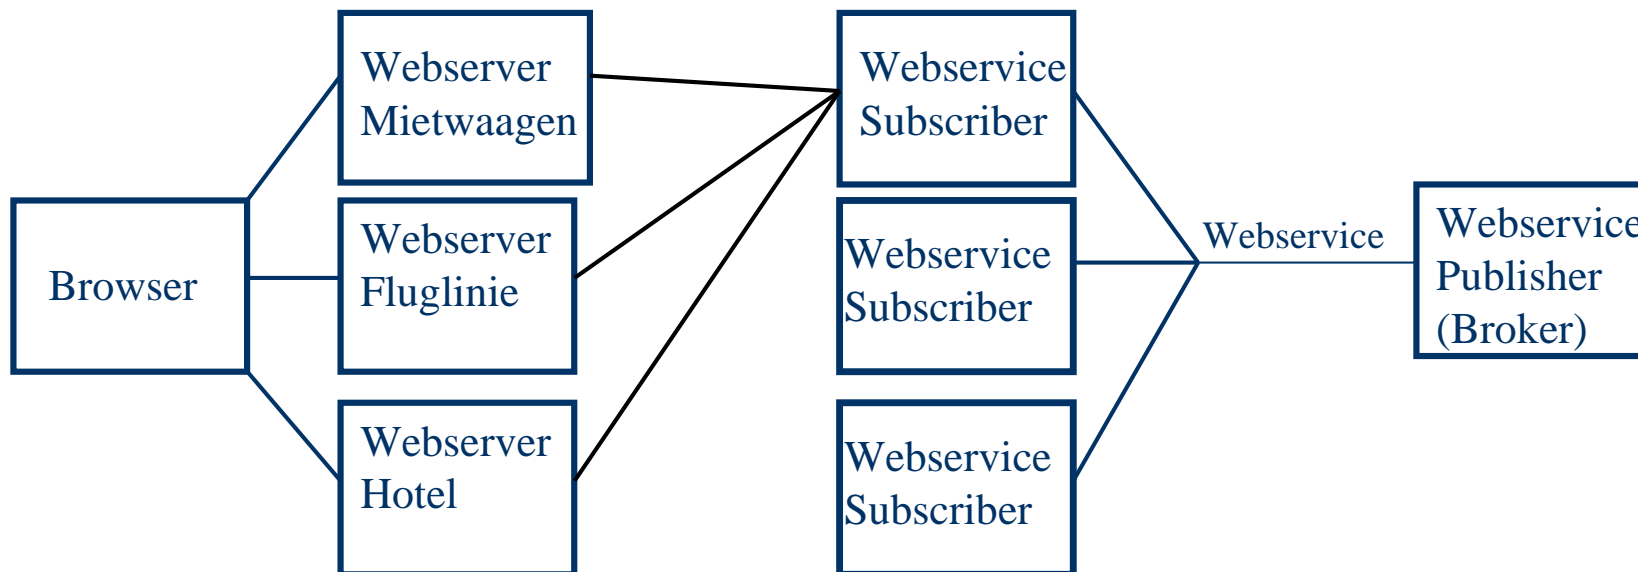 Browser
Webserver
Mietwaagen
Webserver
Fluglinie
Webserver
Hotel
Webservice
Subscriber
Webservice
Subscriber
Webservice
Subscriber
Webservice
Webservice
Publisher
(Broker)